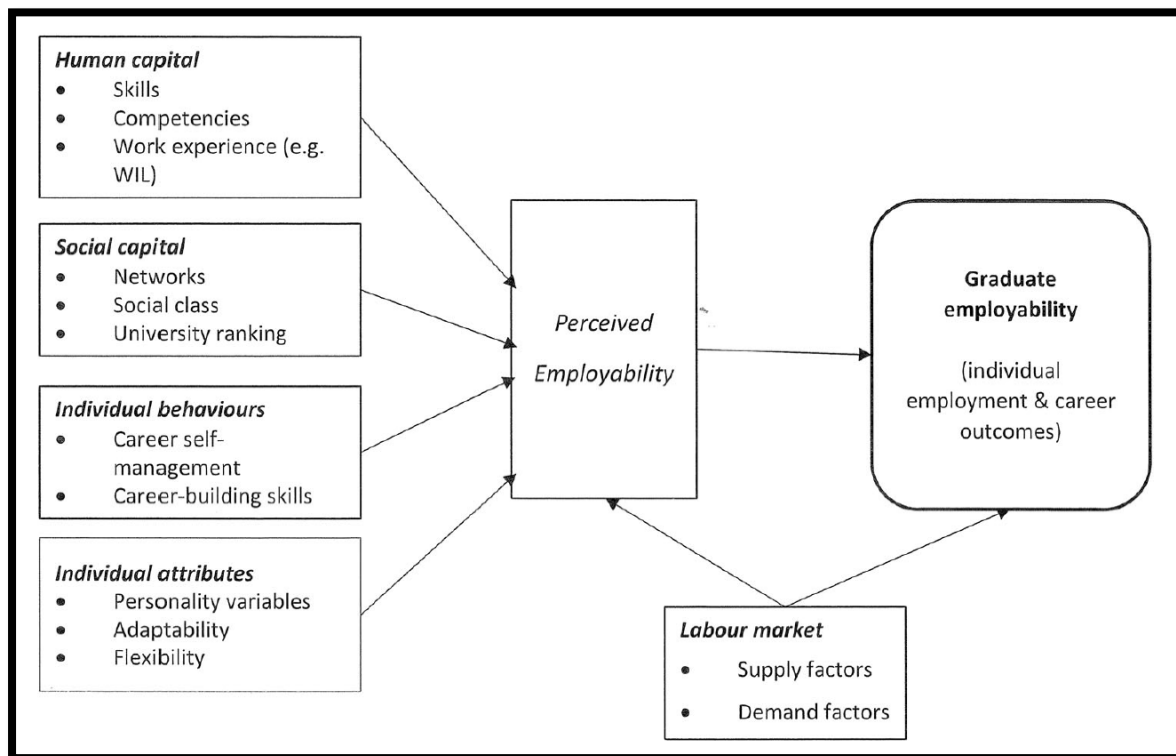 Human capital
• Skills
• Competencies
• Work experience (e.g.
WIL)
Social capital
• Networks
• Social class
• University ranking
Individual behaviours
• Career self-
management
• Career-building skills
Individual attributes
• Personality variables
• Adaptability
• Flexibility
Perceived
Employability
Graduate
employability
(individual
employment & career
outcomes)
Labour market
• Supply factors
• Demand factors